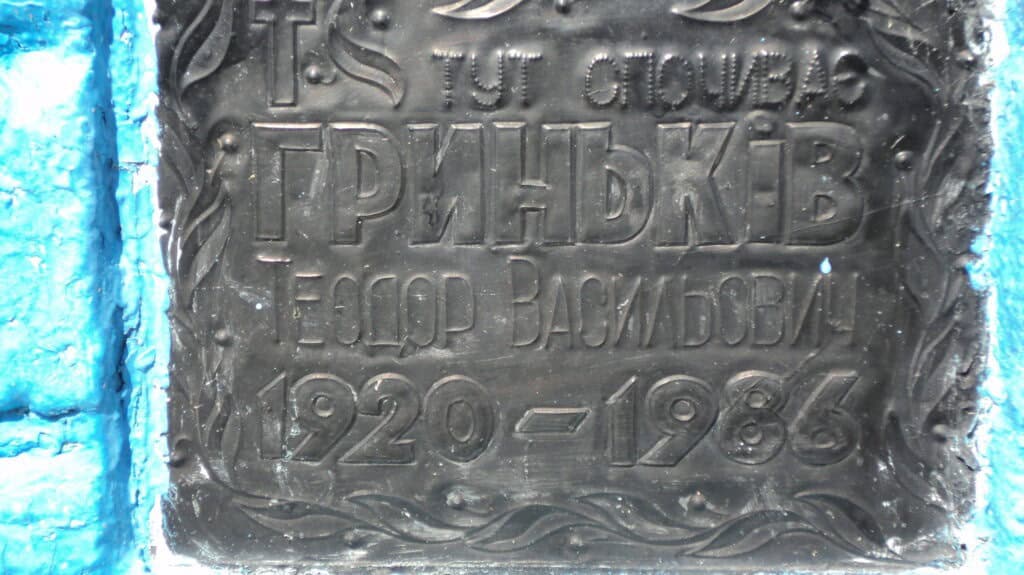 ТУТ СПОЧИВАЄ
ГРИНЬКІВ
ТЕОДОР ВАСИЛЬОВИЧ
1920-1986